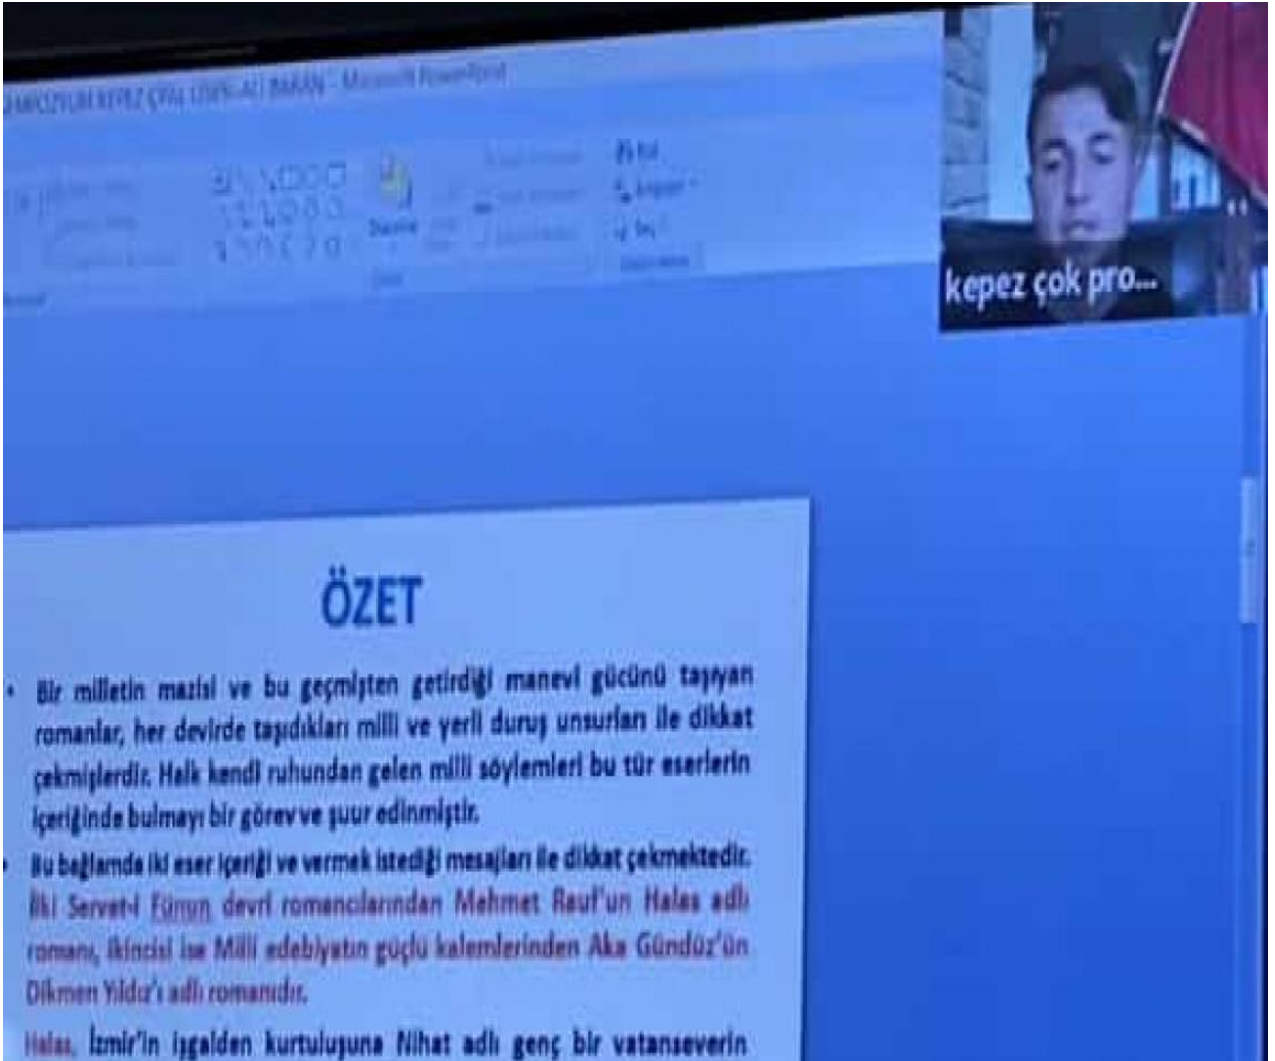 KEPEZ ÇPAL - Microsoft PowerPoint
kepez çok pro...
ÖZET
• Bir milletin mazisi ve bu geçmişten getirdiği manevi gücünü taşıyan
romanlar, her devirde taşıdıkları milli ve yerli duruş unsurları ile dikkat
çekmişlerdir. Halk kendi ruhundan gelen milli söylemleri bu tür eserlerin
içeriğinde bulmayı bir görev ve şuur edinmiştir.
• Bu bağlamda iki eser içeriği ve vermek istediği mesajları ile dikkat çekmektedir.
İlki Servet-i Fünun devri romancılarından Mehmet Rauf'un Halas adlı
romanı, ikincisi ise Milli edebiyatın güçlü kalemlerinden Aka Gündüz'ün
Dikmen Yıldız'ı adlı romanıdır.
Halas, İzmir'in işgalden kurtuluşuna Nihat adlı genç bir vatanseverin